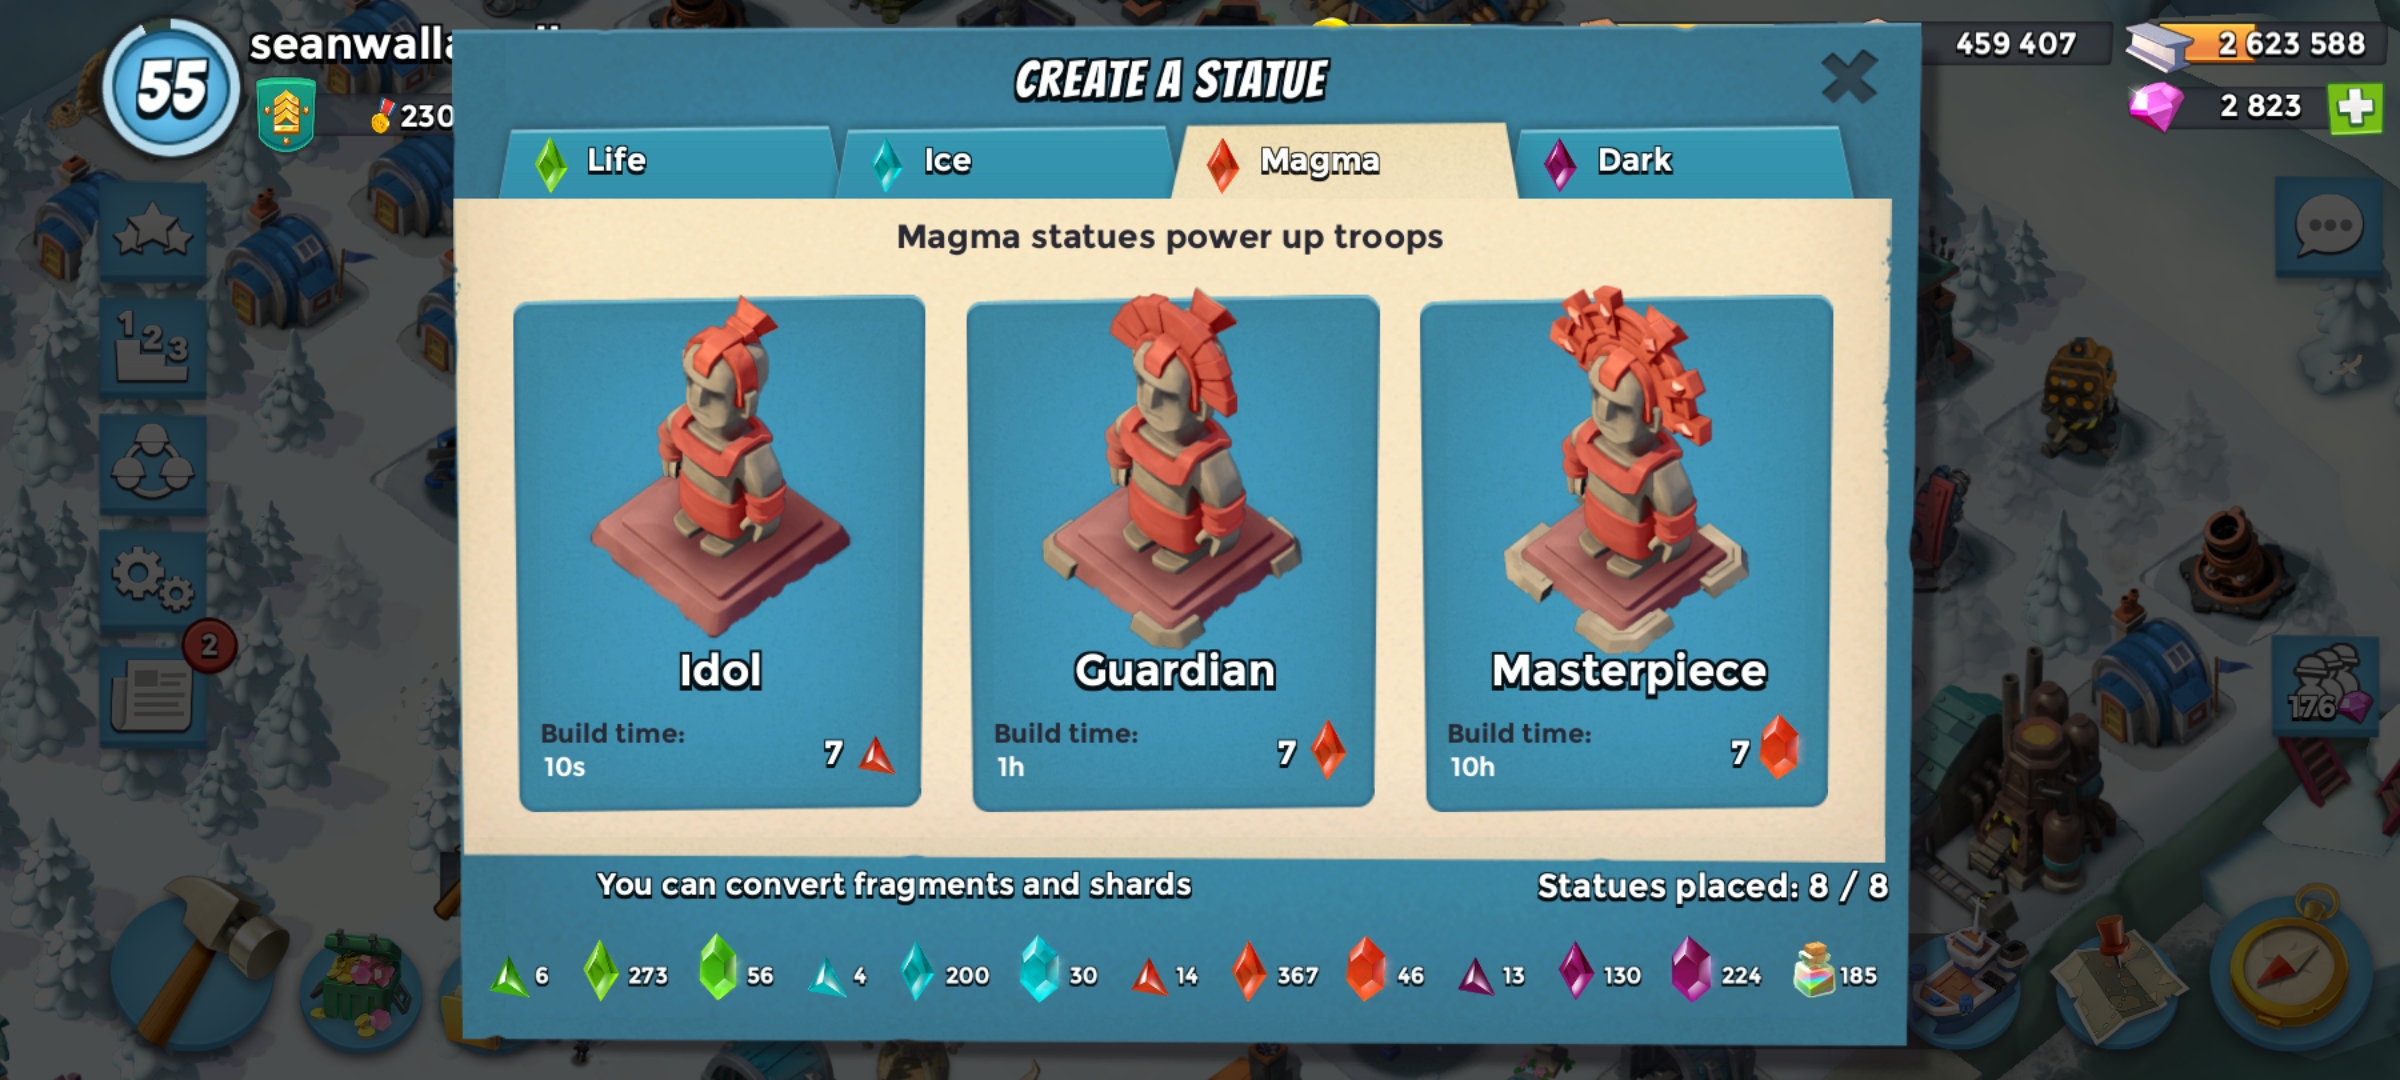 55
230
459 407
2 623 588
2 823
CREATE A STATUE
Life
Ice
Magma
Dark
Magma statues power up troops
1 2 3
2
Idol
Build time:
10s
7
Guardian
Build time:
1h
7
Masterpiece
Build time:
10h
7
176
You can convert fragments and shards
Statues placed: 8 / 8
6
273
56
4
200
30
14
367
46
13
130
224
185